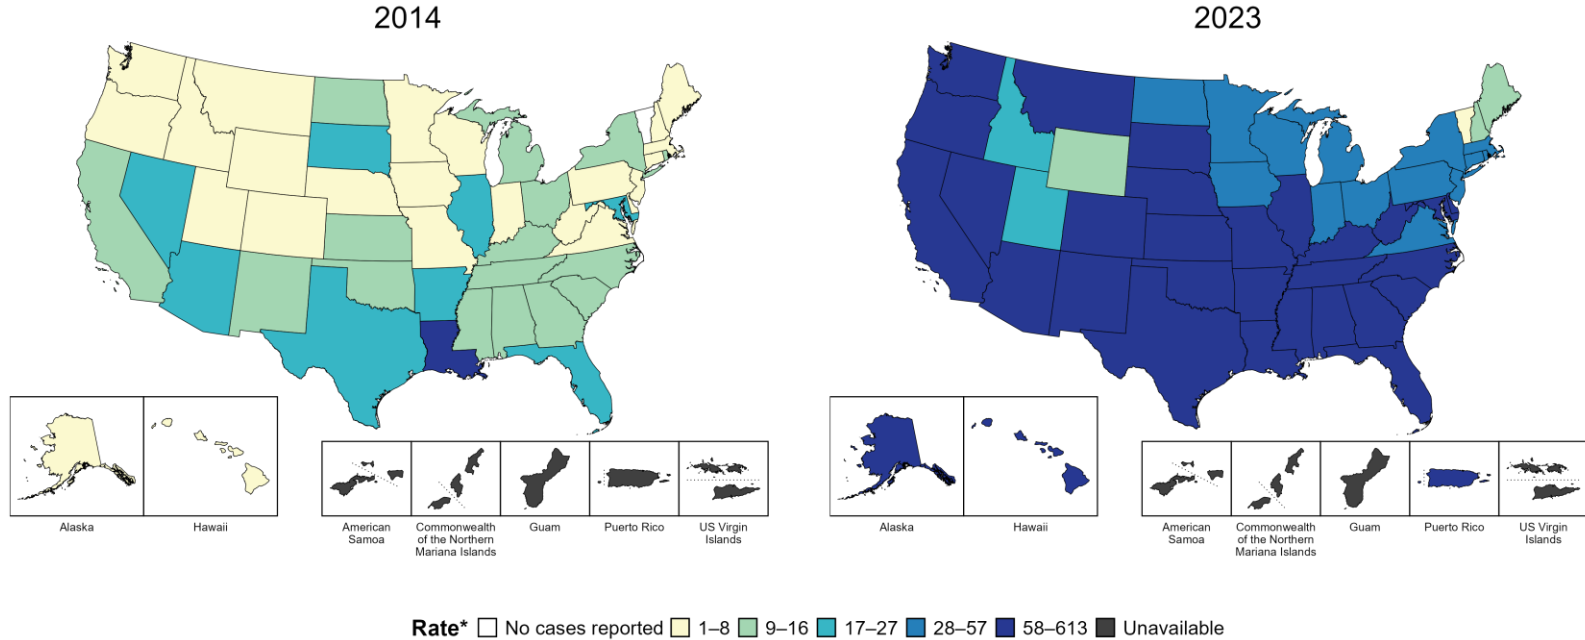 2014
2023
Alaska
Hawaii
American
Samoa
Commonwealth
of the Northern
Mariana Islands
Guam
Puerto Rico
US Virgin
Islands
Alaska
Hawaii
American
Samoa
Commonwealth
of the Northern
Mariana Islands
Guam
Puerto Rico
US Virgin
Islands
Rate* No cases reported 1–8 9–16 17–27 28–57 58–613 Unavailable